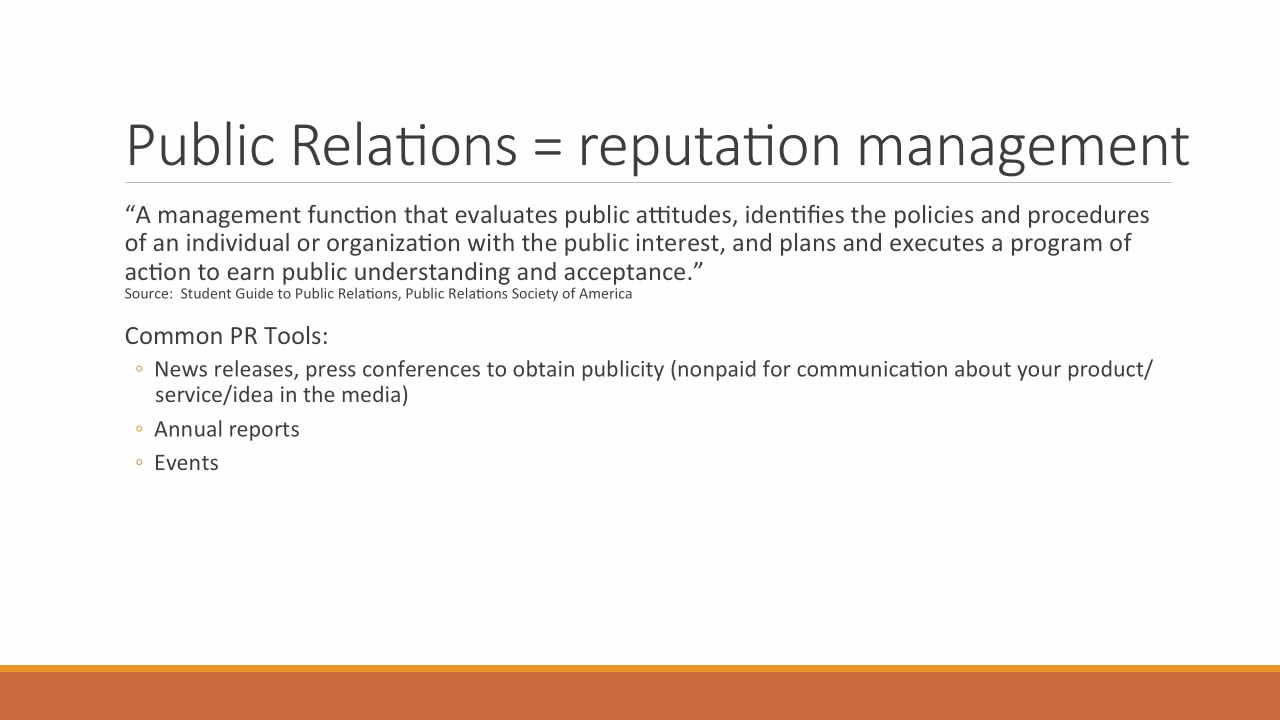 Public Relations = reputation management
“A management function that evaluates public attitudes, identifies the policies and procedures
of an individual or organization with the public interest, and plans and executes a program of
action to earn public understanding and acceptance.”
Source:  Student Guide to Public Relations, Public Relations Society of America
Common PR Tools:
◦ News releases, press conferences to obtain publicity (nonpaid for communication about your product/
service/idea in the media)
◦ Annual reports
◦ Events